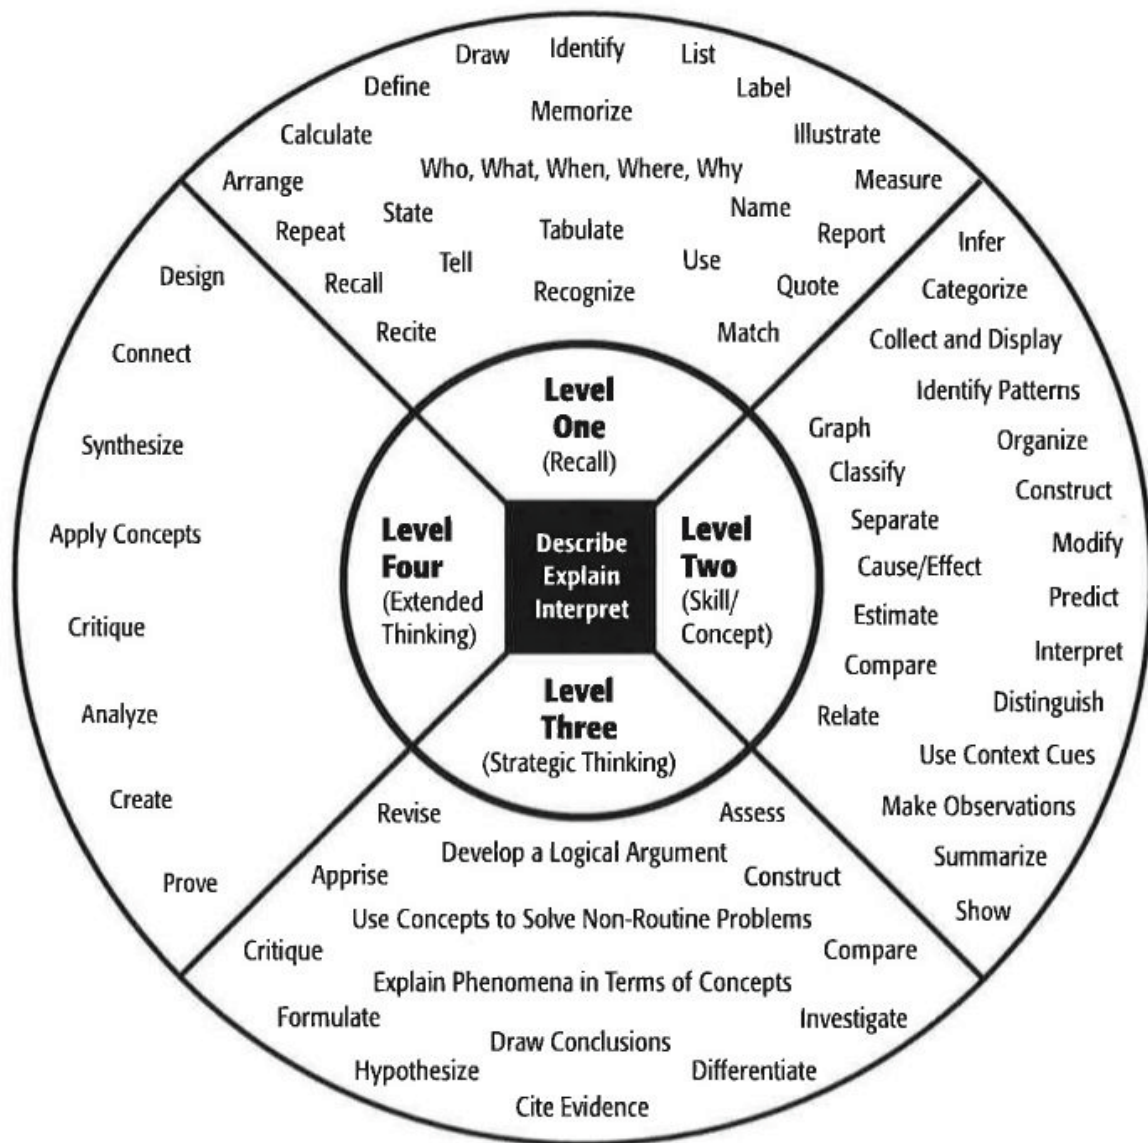 Draw
Identify
List
Define
Label
Memorize
Calculate
Illustrate
Who, What, When, Where, Why
Arrange
Measure
State
Name
Repeat
Tabulate
Report
Tell
Use
Recall
Recognize
Quote
Recite
Match
Infer
Categorize
Collect and Display
Identify Patterns
Graph
Organize
Classify
Construct
Separate
Modify
Cause/Effect
Predict
Estimate
Interpret
Compare
Distinguish
Relate
Use Context Cues
Make Observations
Summarize
Show
Design
Connect
Synthesize
Apply Concepts
Critique
Analyze
Create
Prove
Level
One
(Recall)
Level
Four
(Extended
Thinking)
Describe
Explain
Interpret
Level
Two
(Skill/
Concept)
Level
Three
(Strategic Thinking)
Revise
Assess
Develop a Logical Argument
Apprise
Construct
Use Concepts to Solve Non-Routine Problems
Critique
Compare
Explain Phenomena in Terms of Concepts
Formulate
Investigate
Draw Conclusions
Hypothesize
Differentiate
Cite Evidence